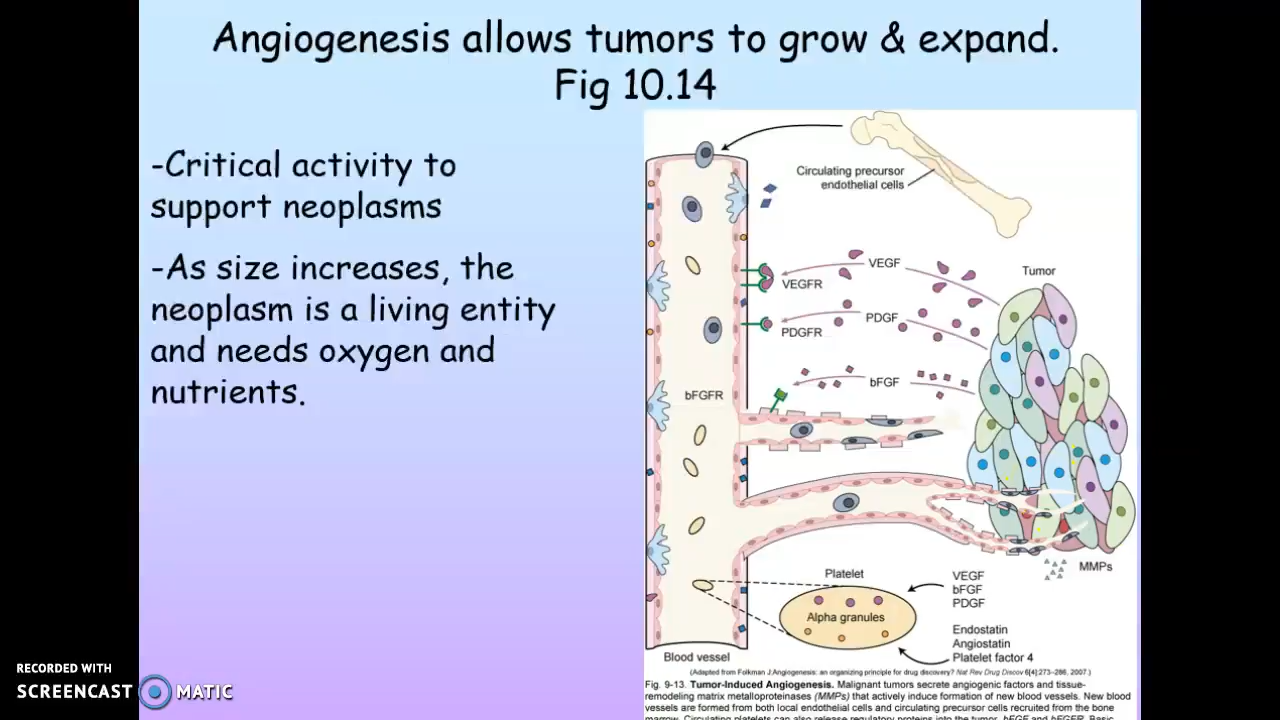 Angiogenesis allows tumors to grow & expand.
Fig 10.14
-Critical activity to
support neoplasms
-As size increases, the
neoplasm is a living entity
and needs oxygen and
nutrients.
Circulating precursor
endothelial cells
VEGF
VEGFR
Tumor
PDGF
PDGFR
bFGF
bFGFR
MMPs
Platelet
VEGF
bFGF
PDGF
Alpha granules
Endostatin
Angiostatin
Platelet factor 4
Blood vessel
(Adapted from Folkman J.Angiogenesis: an organizing principle for drug discovery? Nat Rev Drug Discov 6[4]:273–286, 2007.)
Fig. 9-13. Tumor-Induced Angiogenesis. Malignant tumors secrete angiogenic factors and tissue-
remodeling matrix metalloproteinases (MMPs) that actively induce formation of new blood vessels. New blood
vessels are formed from both local endothelial cells and circulating precursor cells recruited from the bone
marrow. Circulating platelets can also release regulatory proteins into the tumor. bFGF and bFGFR, Basic
RECORDED WITH
SCREENCAST MATIC